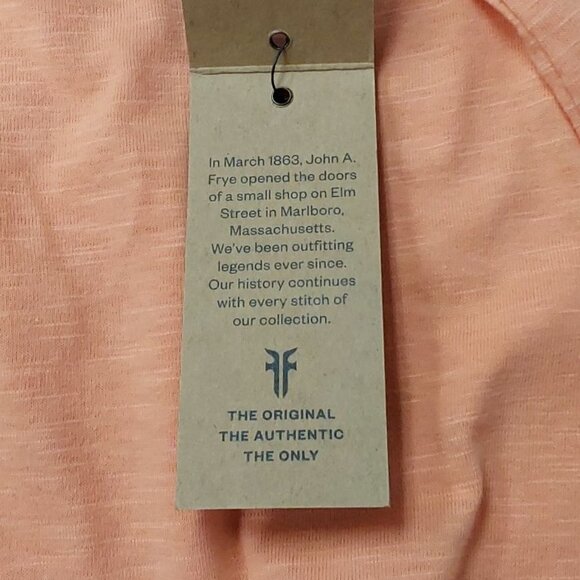 In March 1863, John A.
Frye opened the doors
of a small shop on Elm
Street in Marlboro,
Massachusetts.
We've been outfitting
legends ever since.
Our history continues
with every stitch of
our collection.
THE ORIGINAL
THE AUTHENTIC
THE ONLY